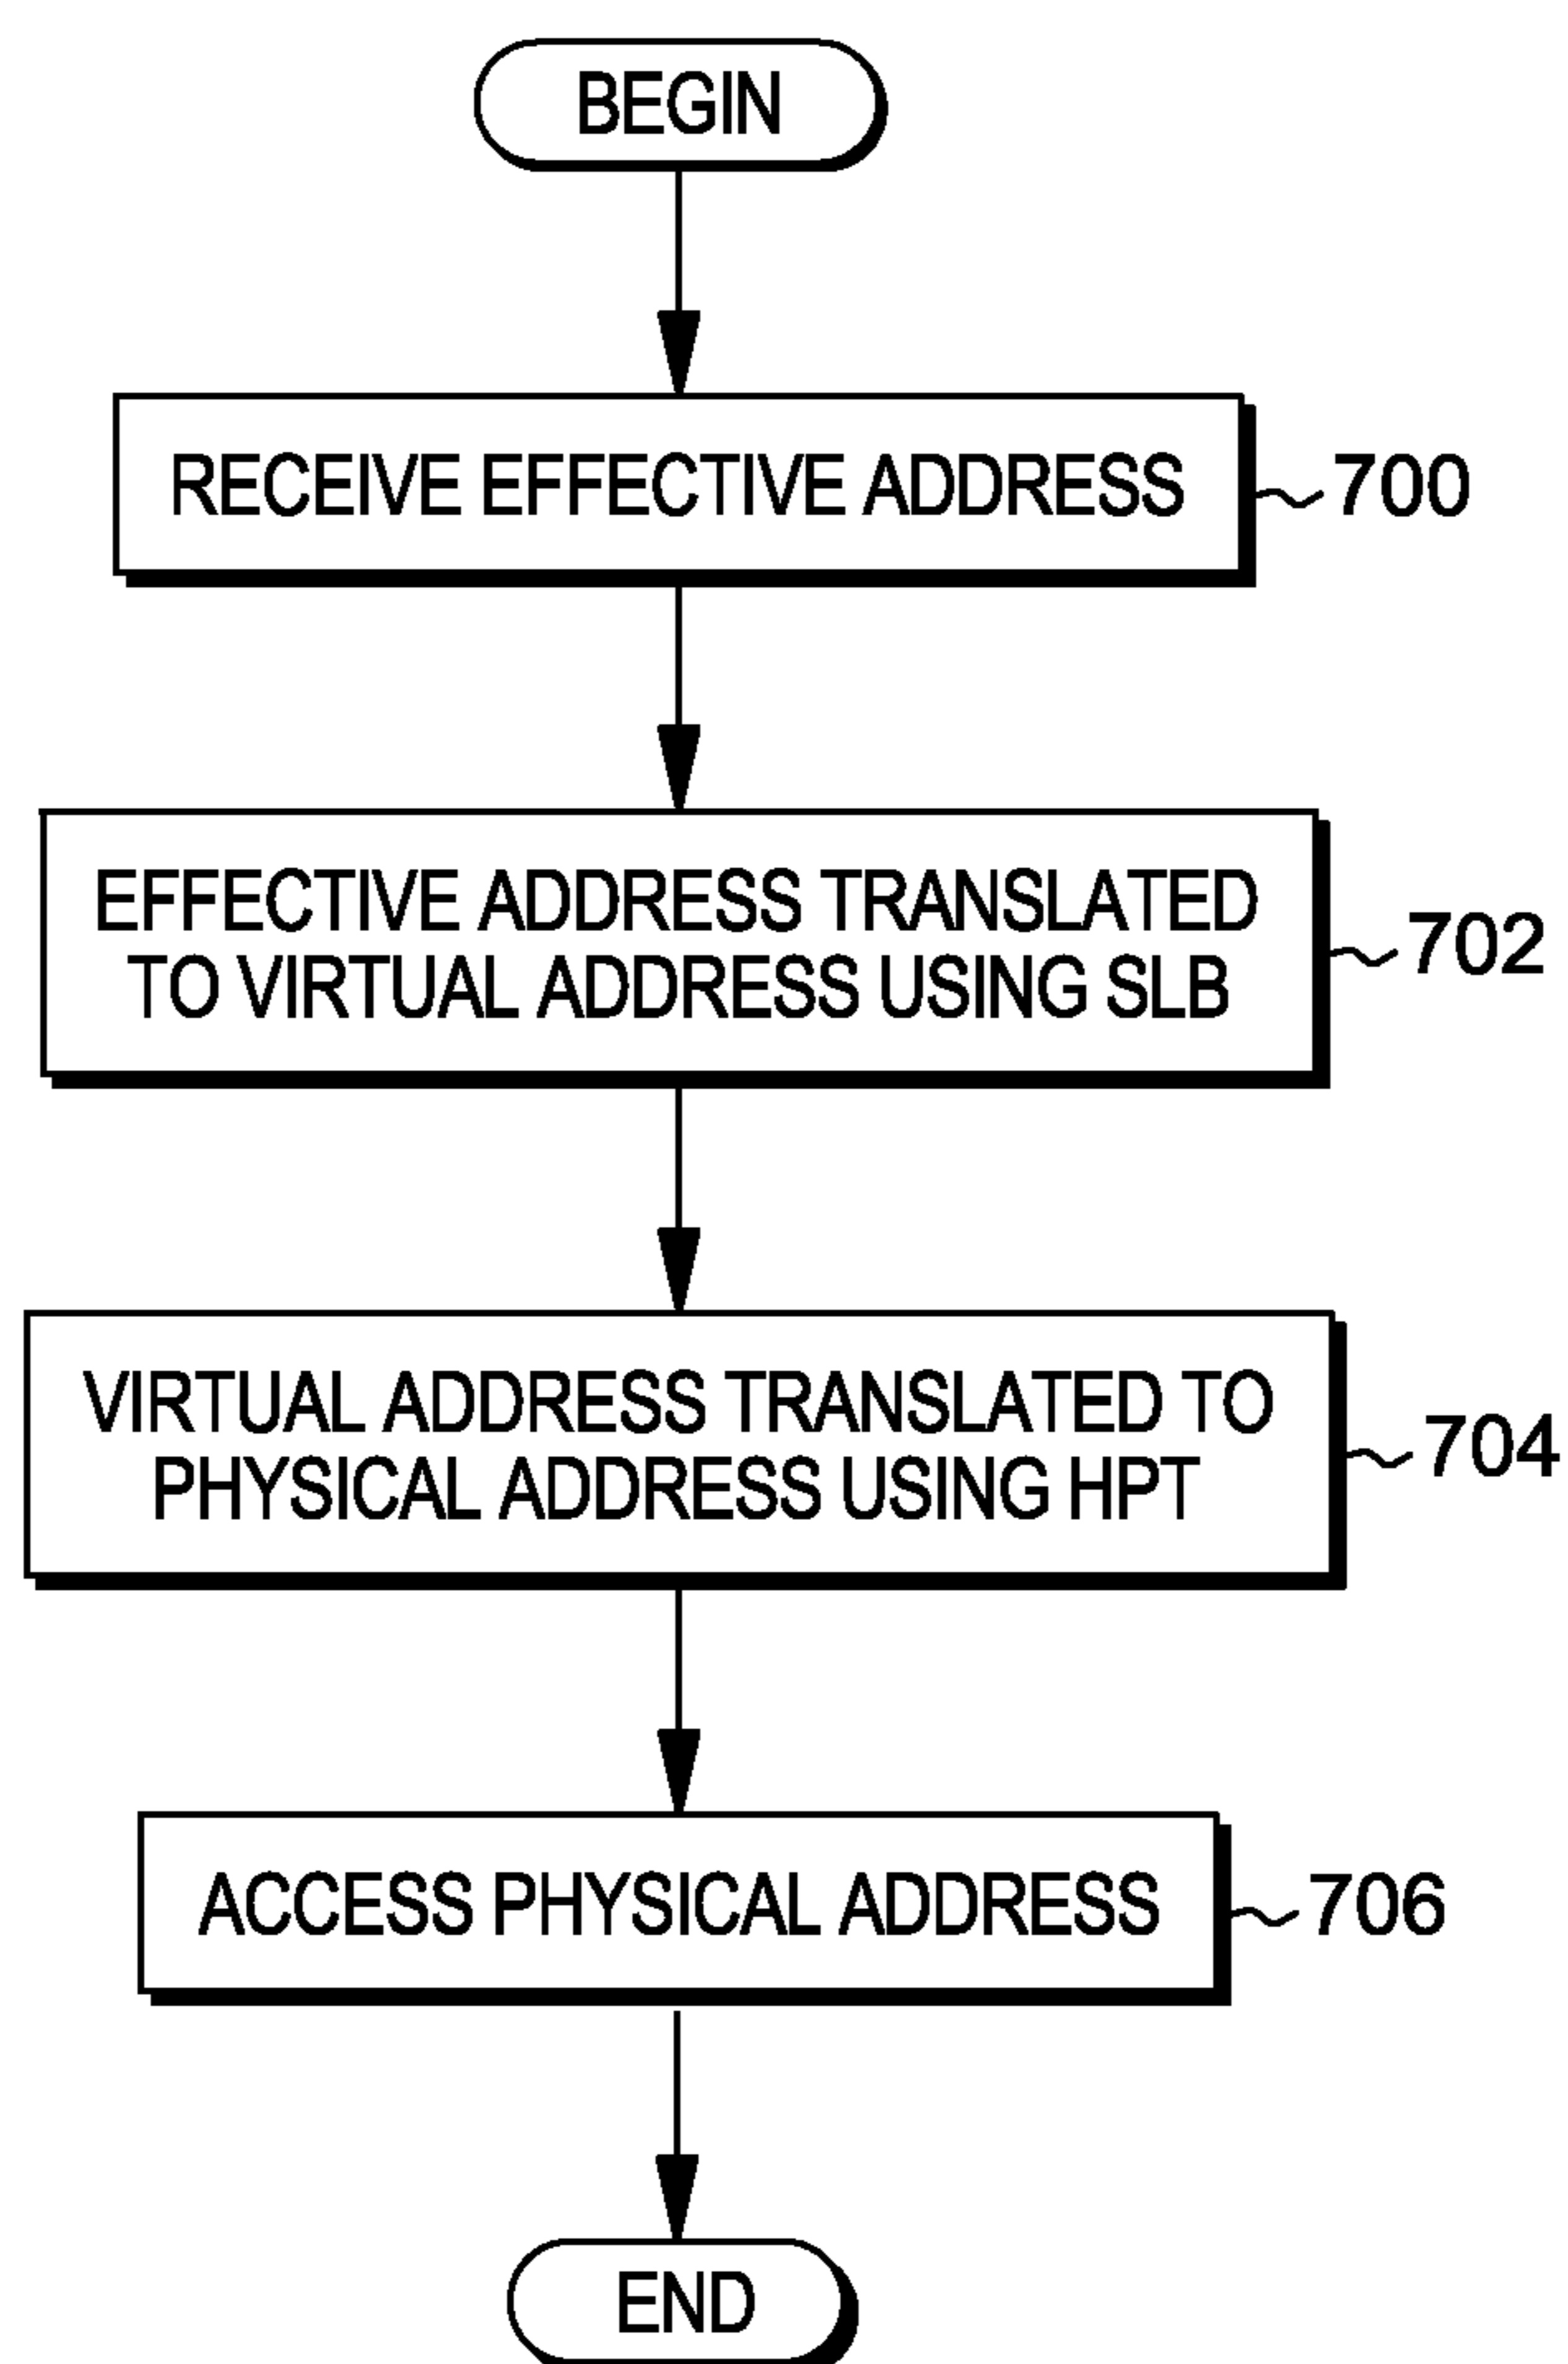 BEGIN
RECEIVE EFFECTIVE ADDRESS
700
EFFECTIVE ADDRESS TRANSLATED
TO VIRTUAL ADDRESS USING SLB
702
VIRTUAL ADDRESS TRANSLATED TO
PHYSICAL ADDRESS USING HPT
704
ACCESS PHYSICAL ADDRESS
706
END